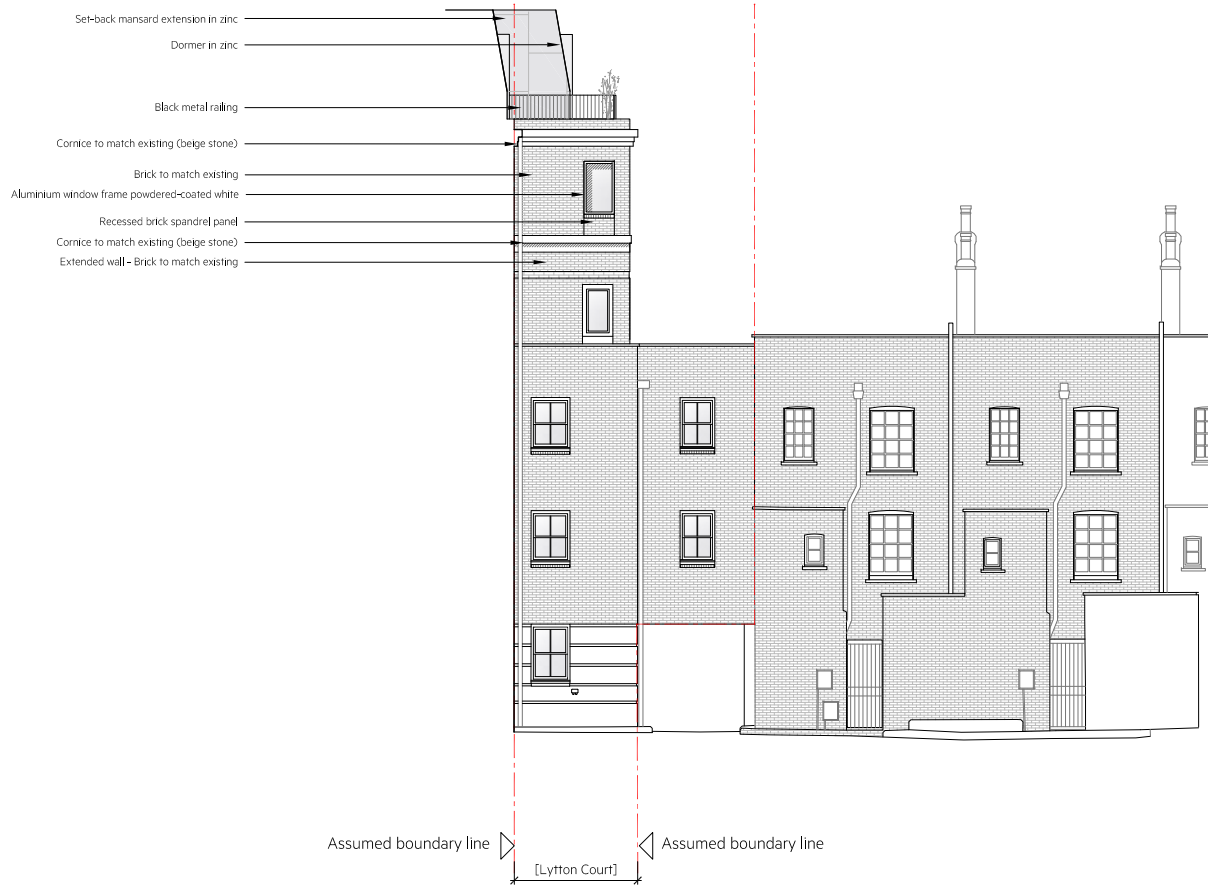 Set-back mansard extension in zinc
Dormer in zinc
Black metal railing
Cornice to match existing (beige stone)
Brick to match existing
Aluminium window frame powdered-coated white
Recessed brick spandrel panel
Cornice to match existing (beige stone)
Extended wall - Brick to match existing
Assumed boundary line
Assumed boundary line
[Lytton Court]